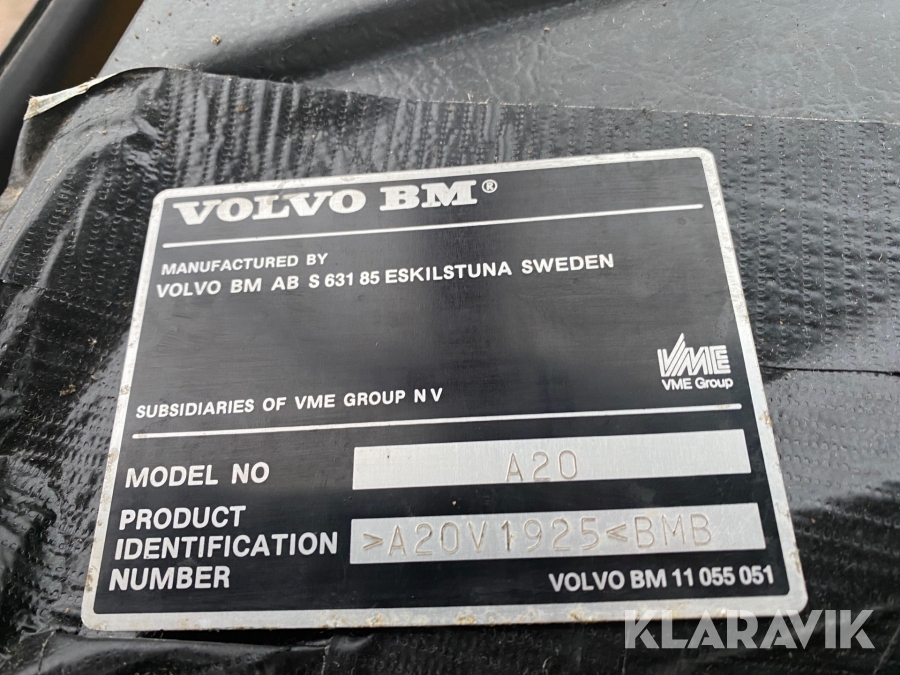 VOLVO BM®
MANUFACTURED BY
VOLVO BM AB S 631 85 ESKILSTUNA SWEDEN
VME
VME Group
SUBSIDIARIES OF VME GROUP N V
MODEL NO A20
PRODUCT
IDENTIFICATION
NUMBER
>A20V1925<BMB
VOLVO BM 11 055 051
KLARAVIK